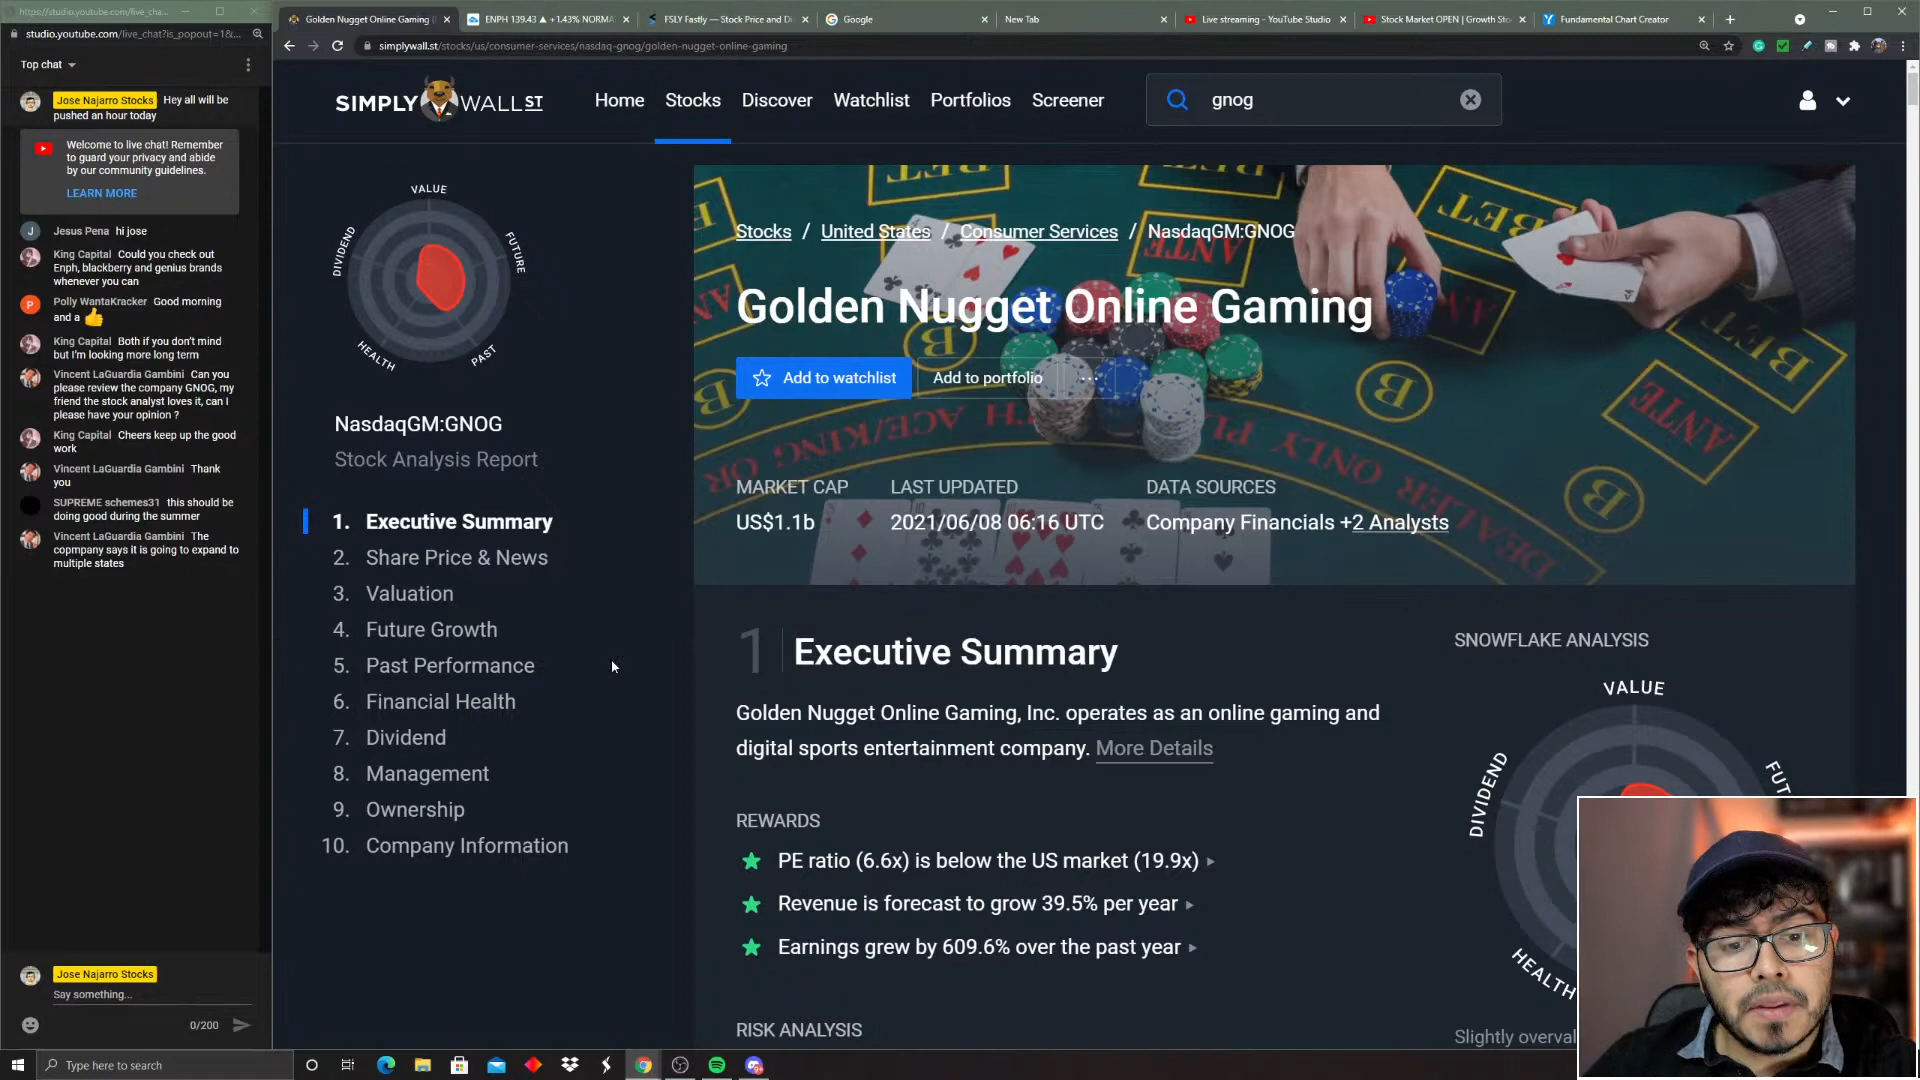 https://studio.youtube.com/live_cha...
studio.youtube.com/live_chat?is_popout=1&...
Top chat
Jose Najarro Stocks Hey all will be
pushed an hour today
Welcome to live chat! Remember
to guard your privacy and abide
by our community guidelines.
LEARN MORE
J Jesus Pena hi jose
King Capital Could you check out
Enph, blackberry and genius brands
whenever you can
P Polly WantaKracker Good morning
and a 👍
King Capital Both if you don't mind
but I'm looking more long term
Vincent LaGuardia Gambini Can you
please review the company GNOG, my
friend the stock analyst loves it, can I
please have your opinion ?
King Capital Cheers keep up the good
work
Vincent LaGuardia Gambini Thank
you
SUPREME schemes31 this should be
doing good during the summer
Vincent LaGuardia Gambini The
copmpany says it is going to expand to
multiple states
Jose Najarro Stocks
Say something...
0/200
Golden Nugget Online Gaming (
ENPH 139.43 ▲ +1.43% NORMA
FSLY Fastly — Stock Price and Di
Google
New Tab
Live streaming - YouTube Studio
Stock Market OPEN | Growth Sto
Fundamental Chart Creator
simplywall.st/stocks/us/consumer-services/nasdaq-gnog/golden-nugget-online-gaming
SIMPLY WALL ST
Home
Stocks
Discover
Watchlist
Portfolios
Screener
gnog
VALUE
FUTURE
PAST
HEALTH
DIVIDEND
NasdaqGM:GNOG
Stock Analysis Report
1. Executive Summary
2. Share Price & News
3. Valuation
4. Future Growth
5. Past Performance
6. Financial Health
7. Dividend
8. Management
9. Ownership
10. Company Information
Stocks / United States / Consumer Services / NasdaqGM:GNOG
Golden Nugget Online Gaming
Add to watchlist
Add to portfolio
...
MARKET CAP
US$1.1b
LAST UPDATED
2021/06/08 06:16 UTC
DATA SOURCES
Company Financials +2 Analysts
BET
BET
BET
ANTE
ANTE
ANTE
B
B
B
B
1 Executive Summary
Golden Nugget Online Gaming, Inc. operates as an online gaming and
digital sports entertainment company. More Details
REWARDS
PE ratio (6.6x) is below the US market (19.9x)
Revenue is forecast to grow 39.5% per year
Earnings grew by 609.6% over the past year
RISK ANALYSIS
SNOWFLAKE ANALYSIS
VALUE
FUT
DIVIDEND
HEALTH
Slightly overval
Type here to search